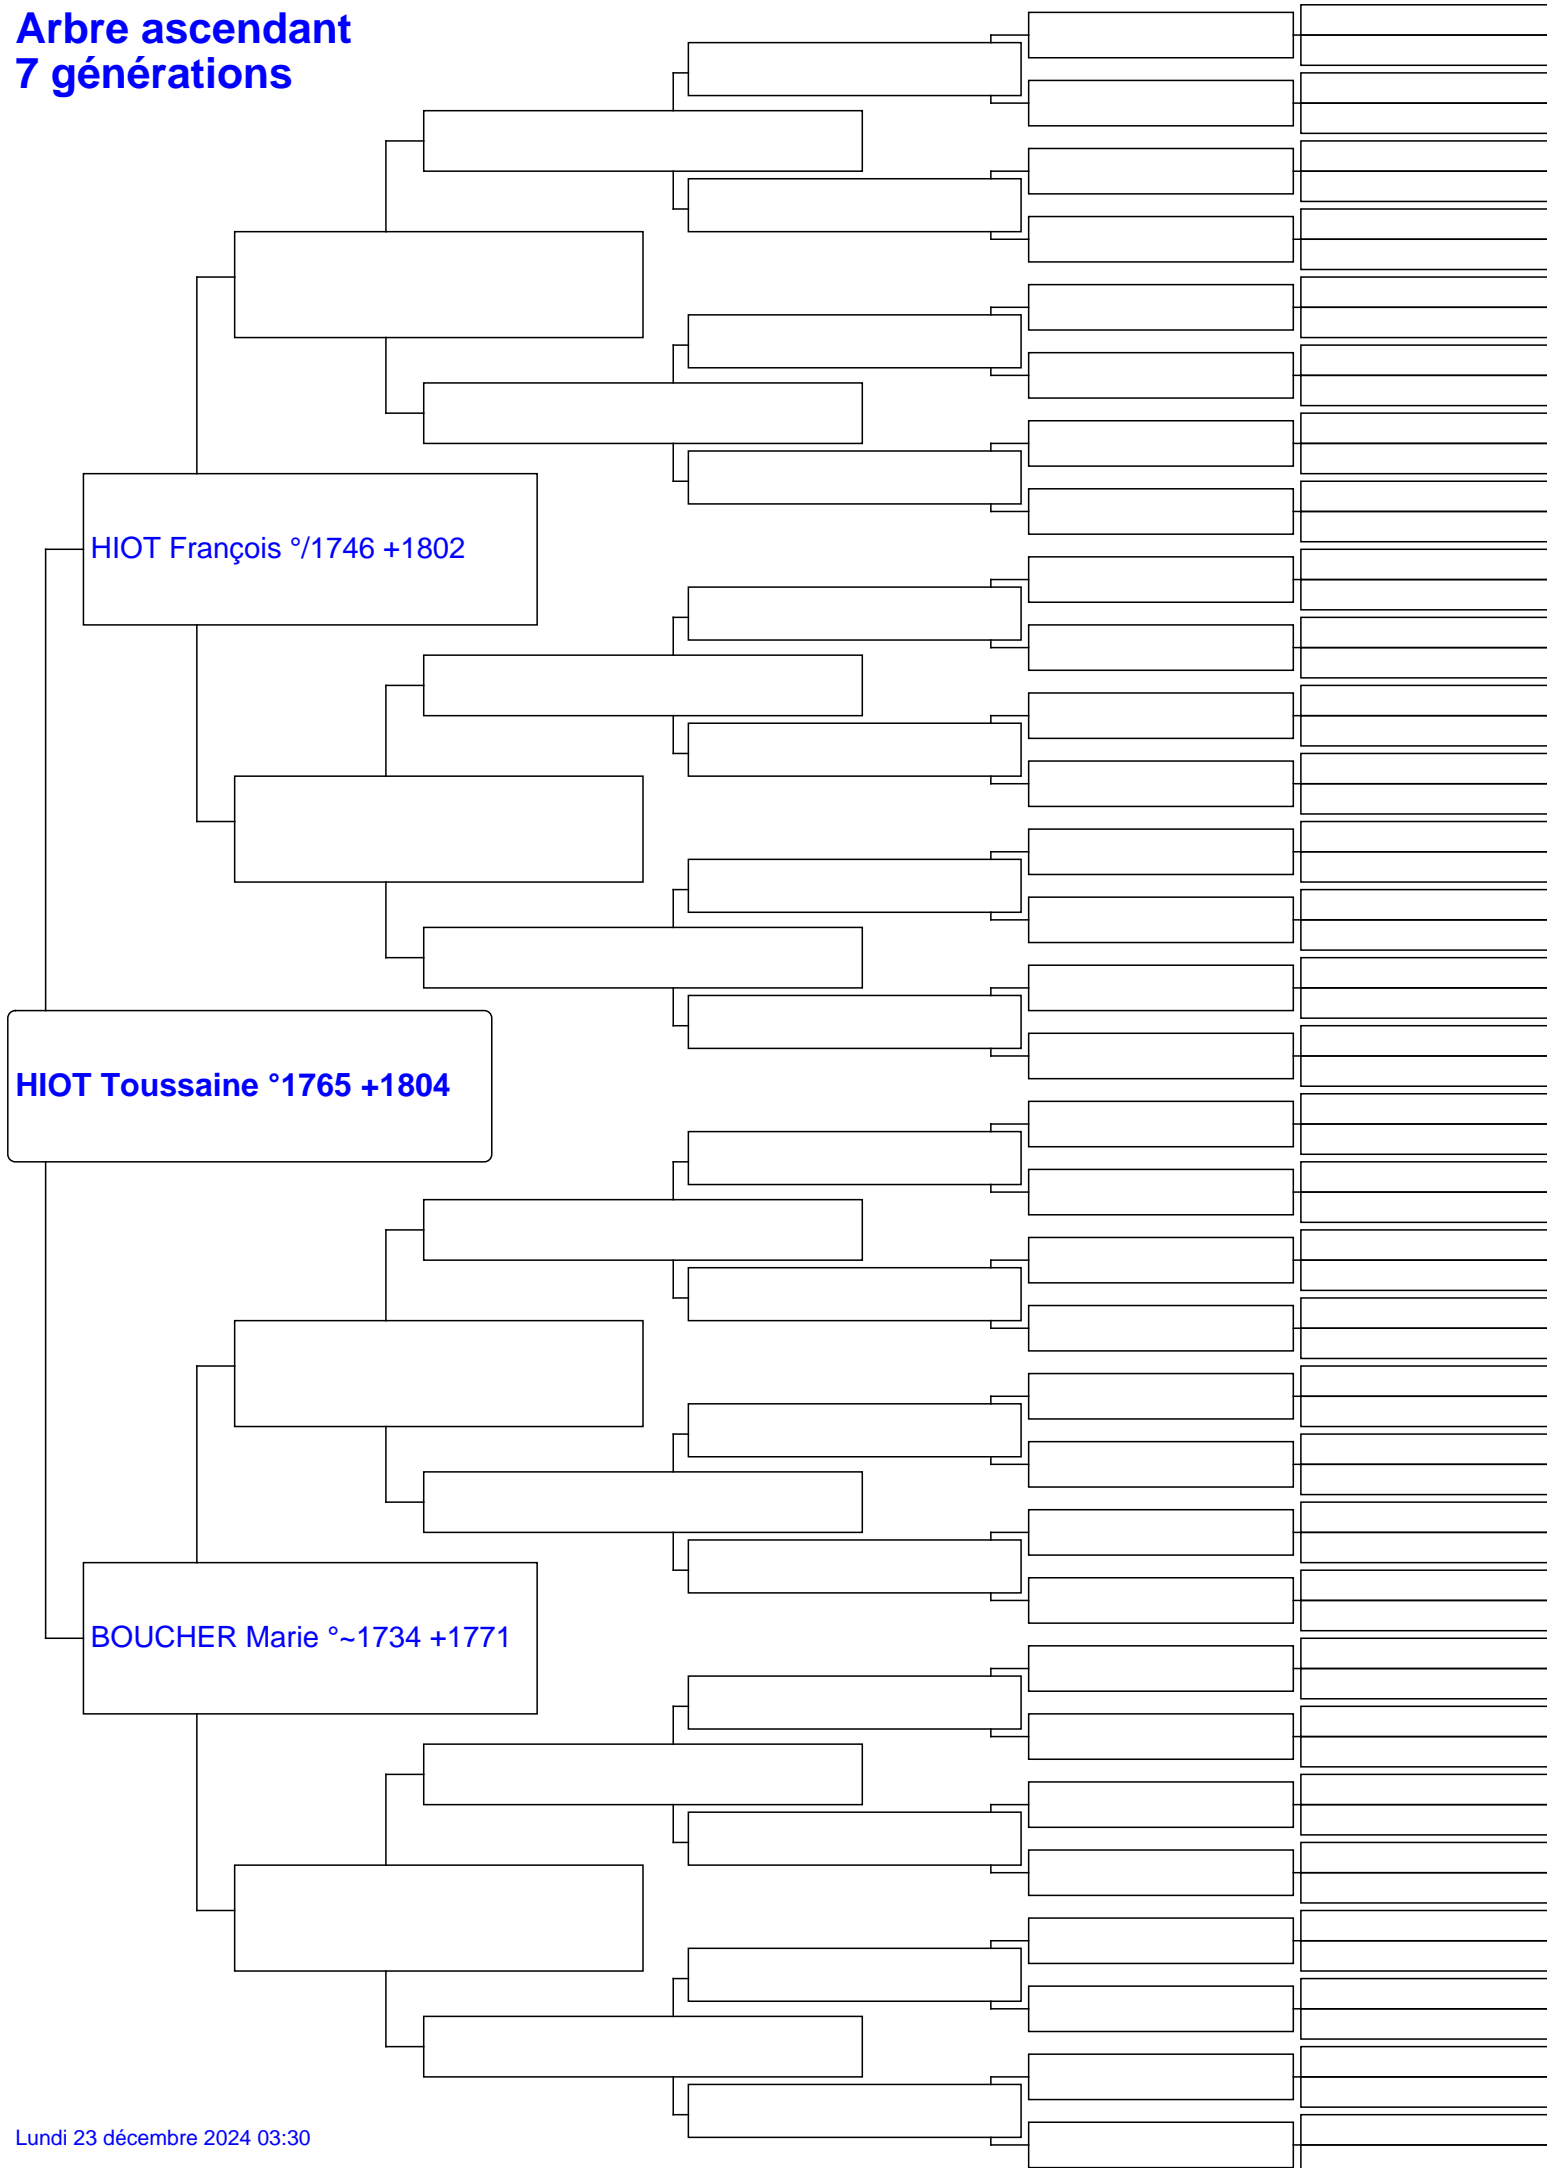 Arbre ascendant
7 générations
HIOT François °/1746 +1802
HIOT Toussaine °1765 +1804
BOUCHER Marie °~1734 +1771
Lundi 23 décembre 2024 03:30